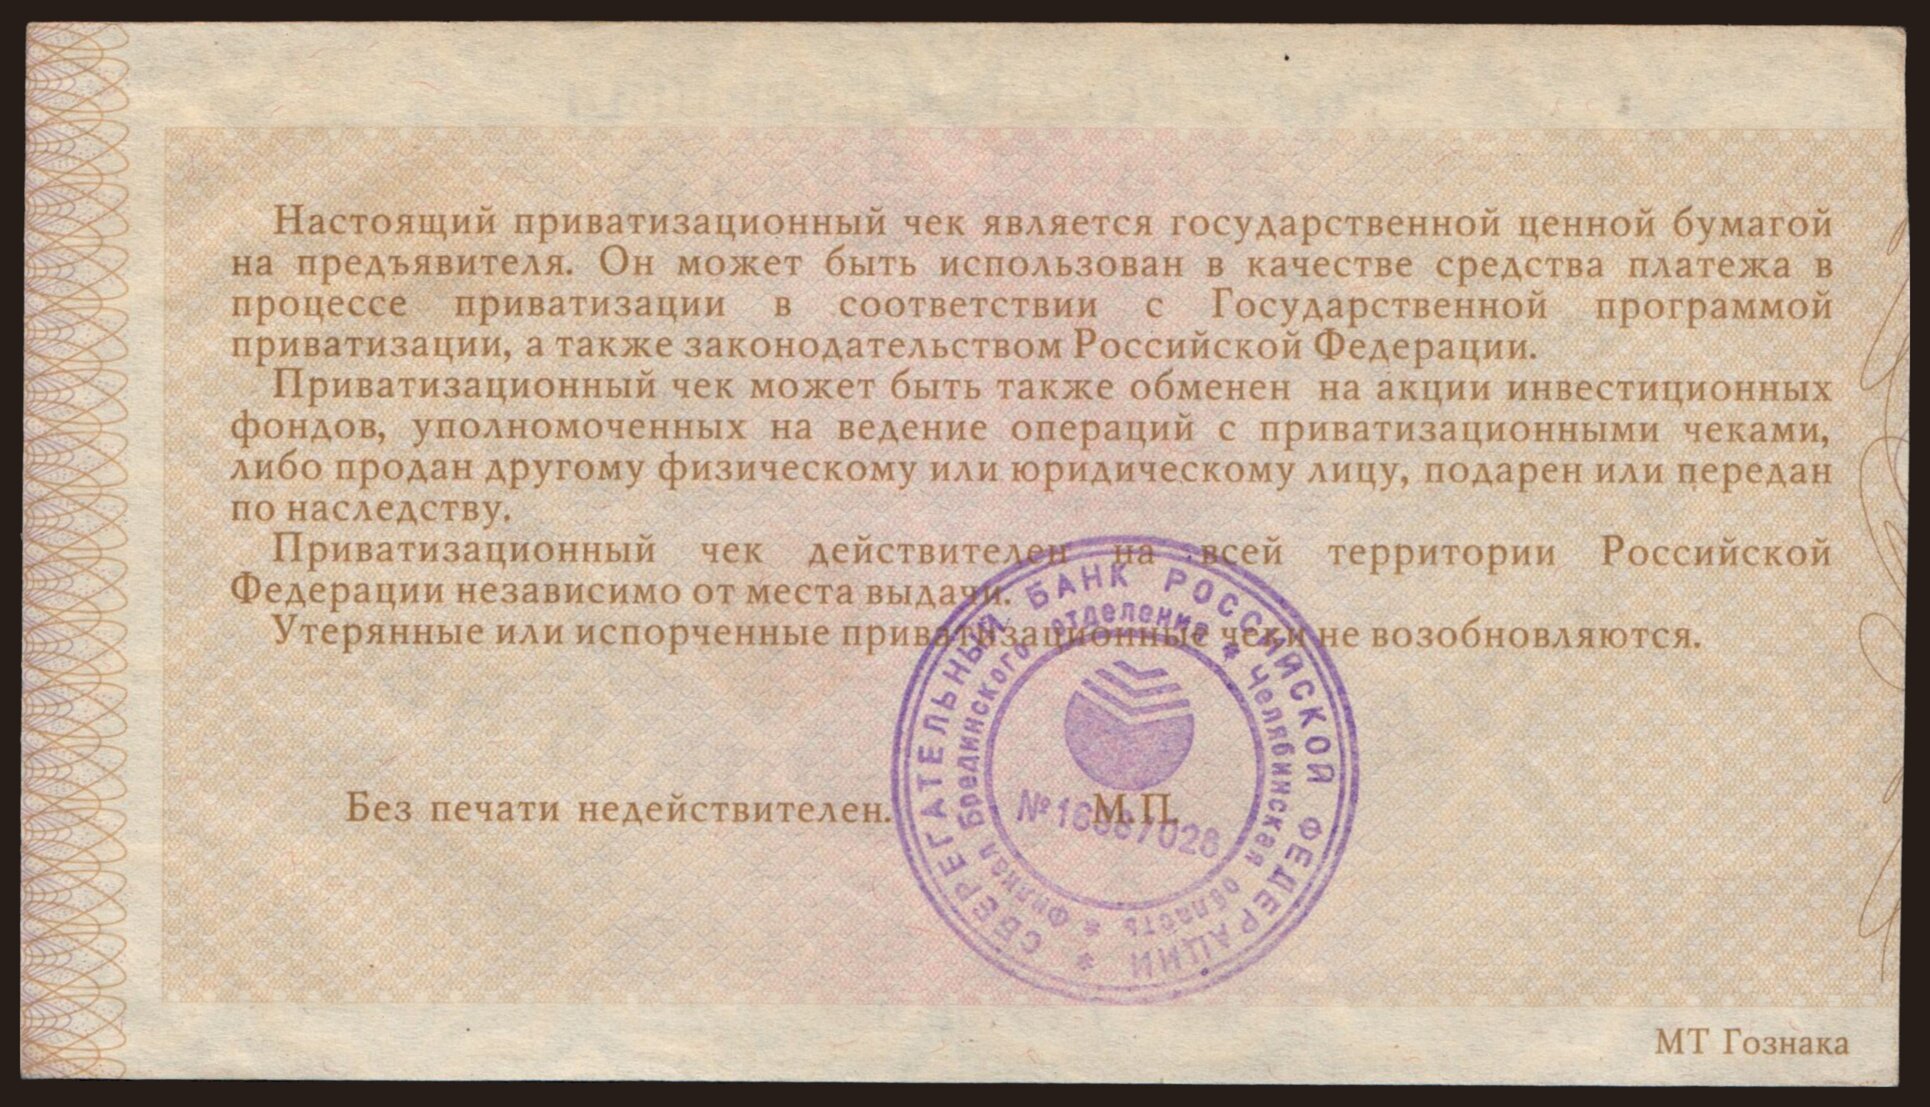 Настоящий приватизационный чек является государственной ценной бумагой
на предъявителя. Он может быть использован в качестве средства платежа в
процессе приватизации в соответствии с Государственной программой
приватизации, а также законодательством Российской Федерации.
Приватизационный чек может быть также обменен на акции инвестиционных
фондов, уполномоченных на ведение операций с приватизационными чеками,
либо продан другому физическому или юридическому лицу, подарен или передан
по наследству.
Приватизационный чек действителен на всей территории Российской
Федерации независимо от места выдачи.
Утерянные или испорченные приватизационные чеки не возобновляются.
Без печати недействителен. М.П.
* СБЕРЕГАТЕЛЬНЫЙ БАНК РОССИЙСКОЙ ФЕДЕРАЦИИ
* Филиал Брединского отделения * Челябинская область
МТ Гознака